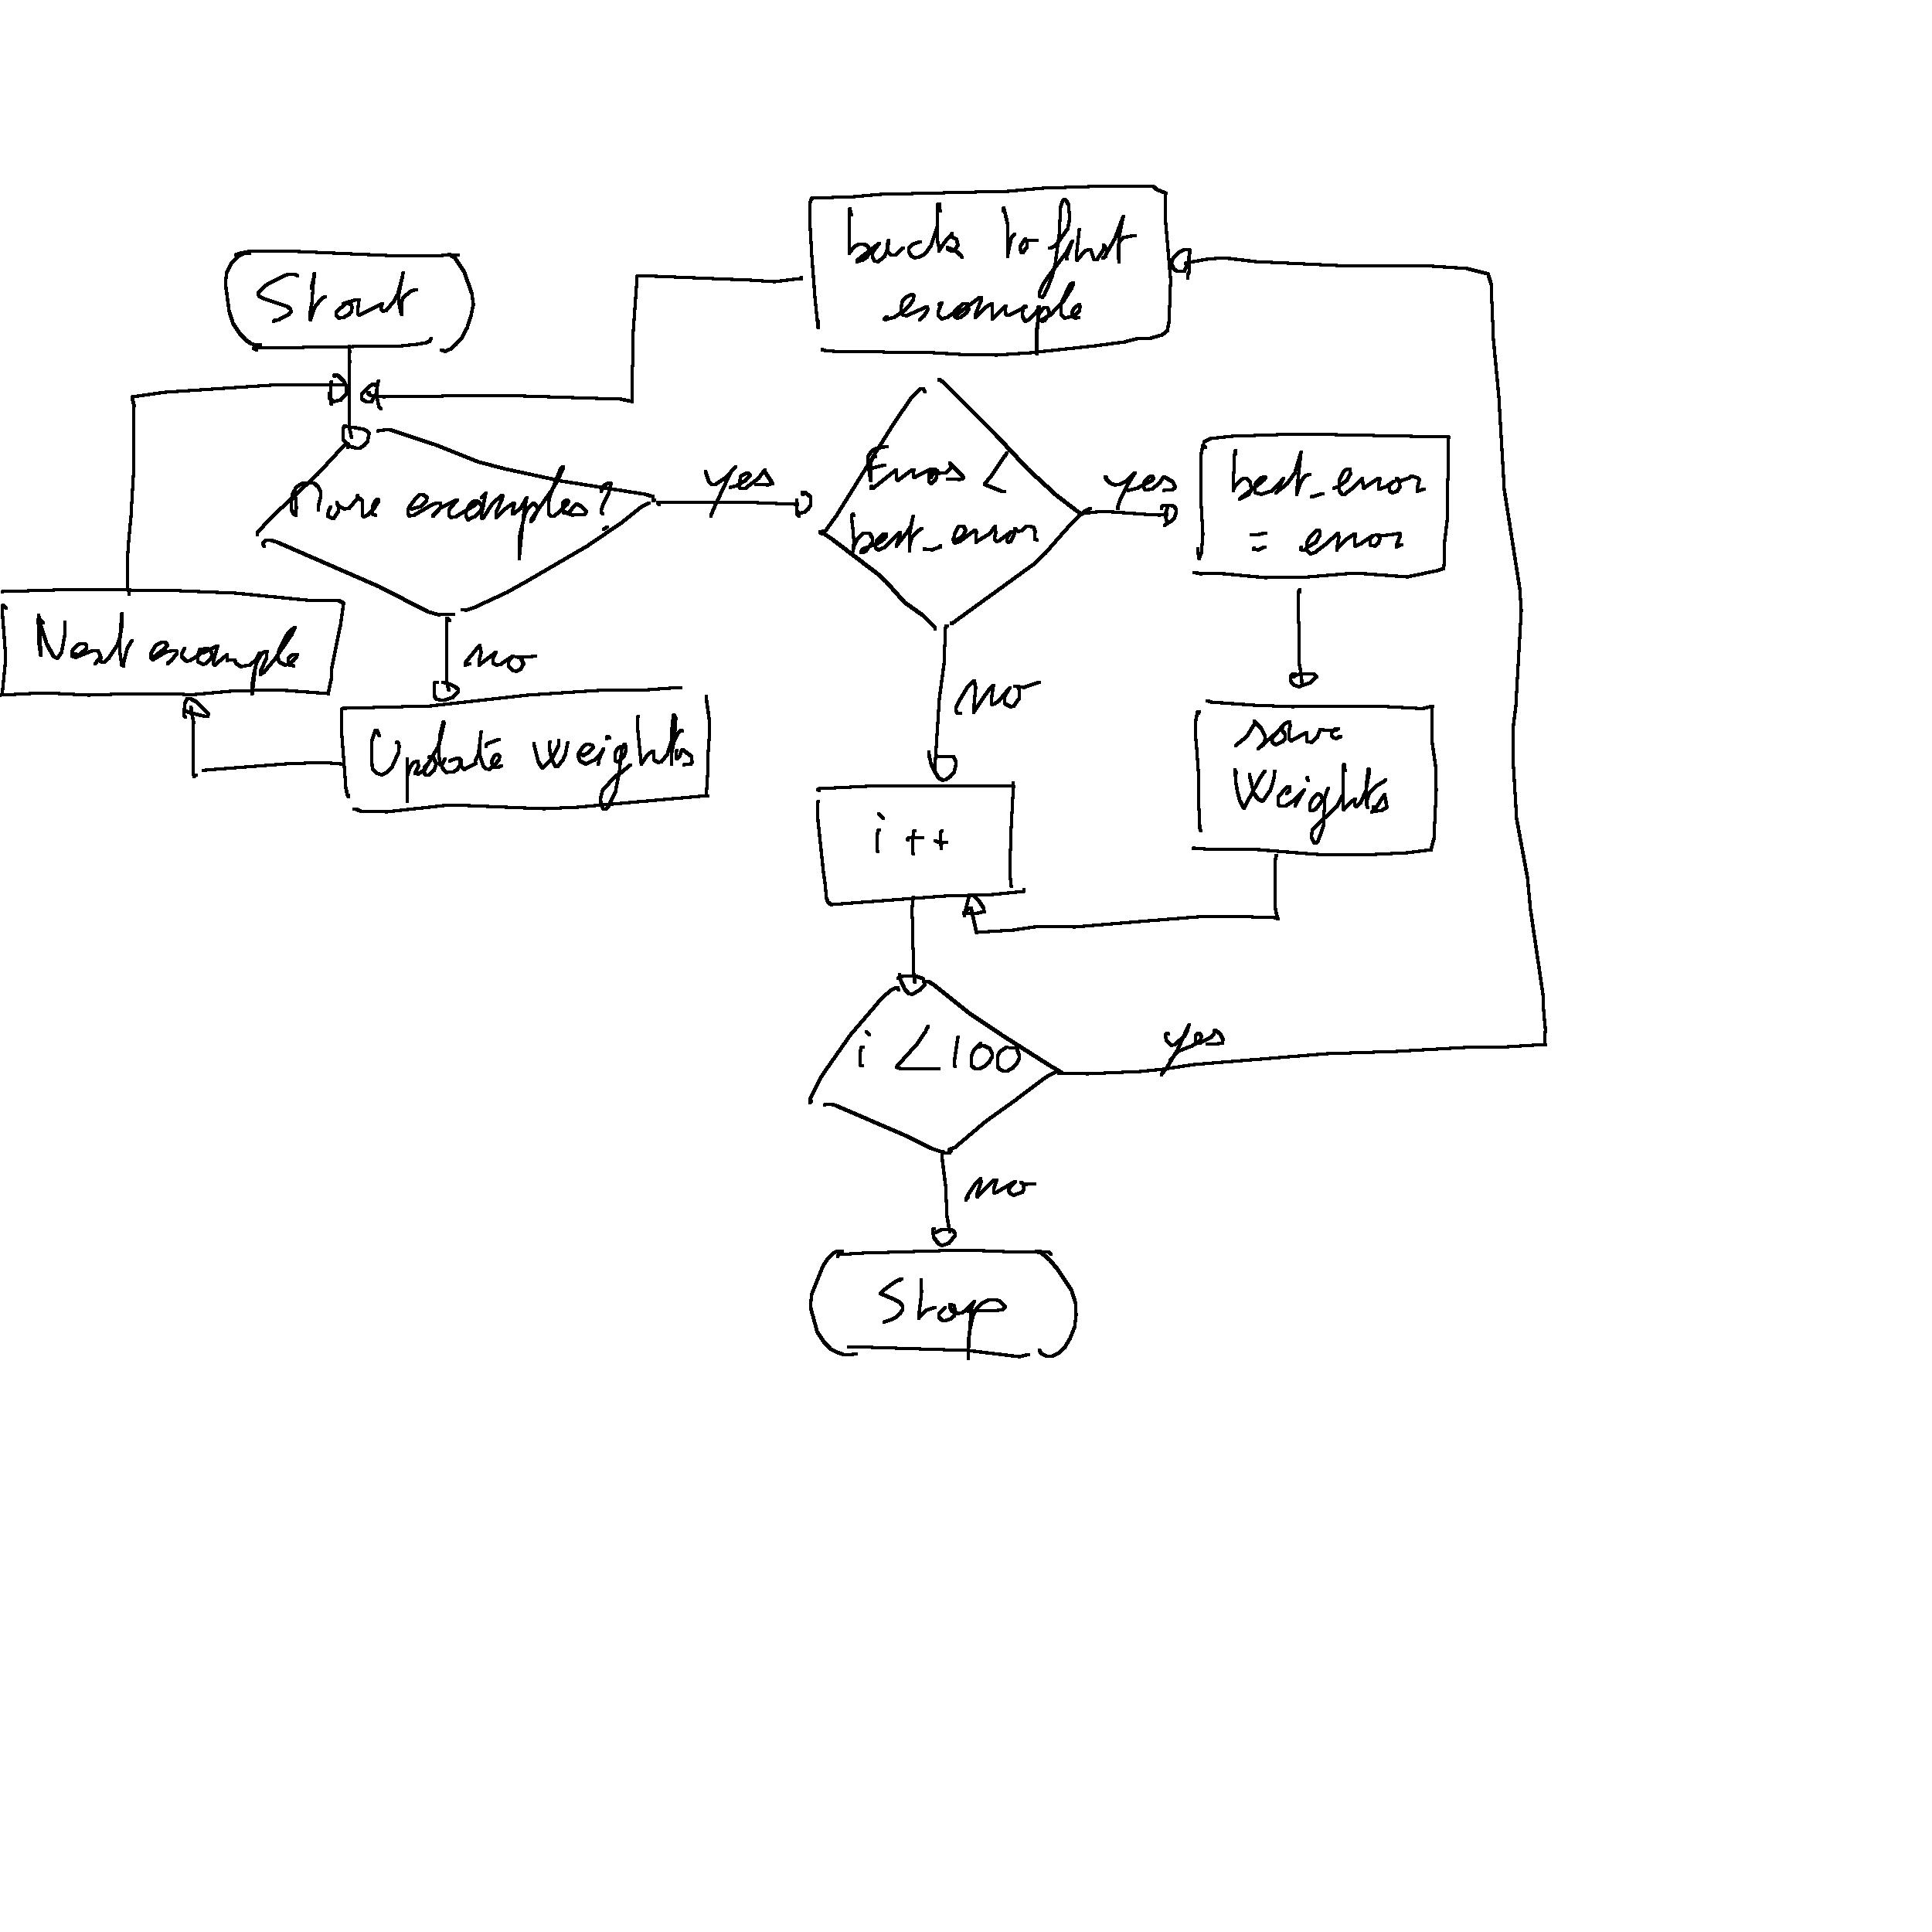 back to first
example
Start
More examples?
yes
Error <
best_error
yes
best_error
= error
Next example
no
Update weights
no
save
Weights
i++
i < 100
yes
no
Stop